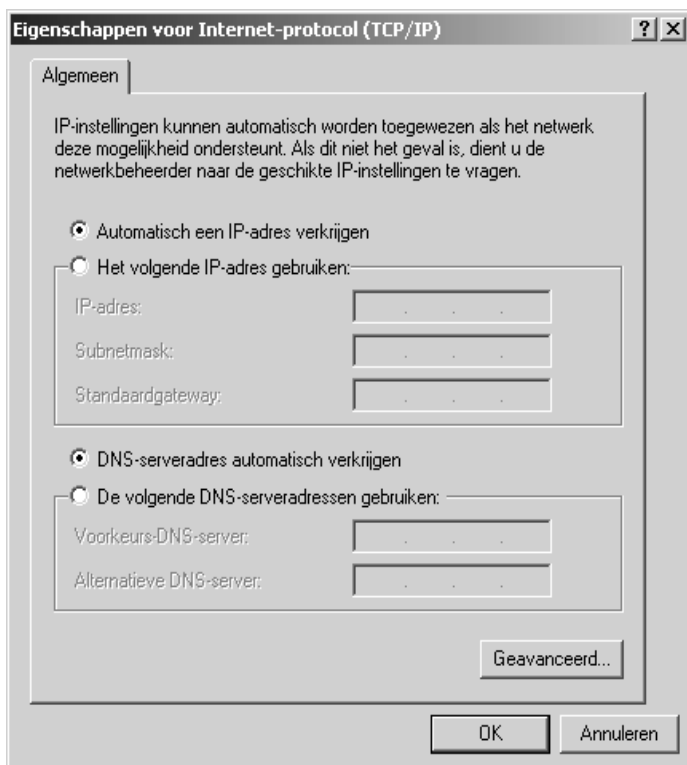 Eigenschappen voor Internet-protocol (TCP/IP)
Algemeen
IP-instellingen kunnen automatisch worden toegewezen als het netwerk
deze mogelijkheid ondersteunt. Als dit niet het geval is, dient u de
netwerkbeheerder naar de geschikte IP-instellingen te vragen.
Automatisch een IP-adres verkrijgen
Het volgende IP-adres gebruiken:
IP-adres:
Subnetmask:
Standaardgateway:
DNS-serveradres automatisch verkrijgen
De volgende DNS-serveradressen gebruiken:
Voorkeurs-DNS-server:
Alternatieve DNS-server:
Geavanceerd...
OK Annuleren